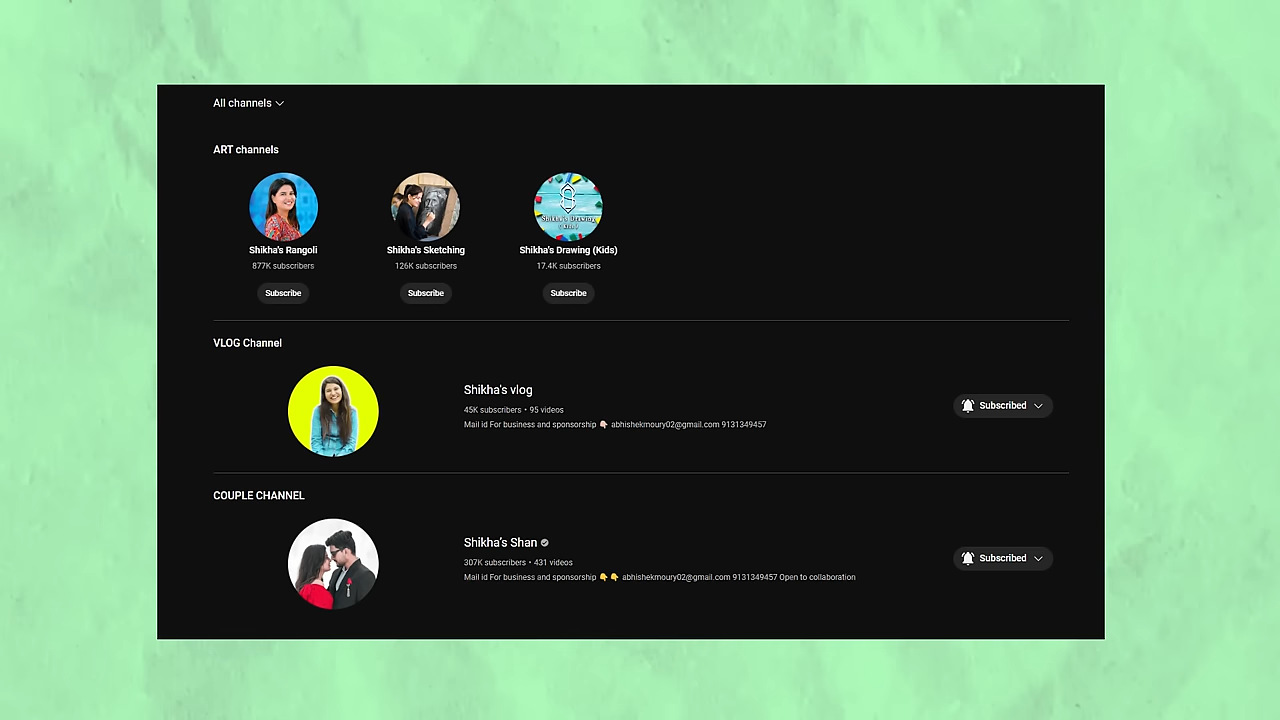 All channels
ART channels
Shikha's Drawing
( Kids )
Shikha's Rangoli
Shikha's Sketching
Shikha's Drawing (Kids)
877K subscribers
126K subscribers
17.4K subscribers
Subscribe
Subscribe
Subscribe
VLOG Channel
Shikha's vlog
45K subscribers • 95 videos
Mail id For business and sponsorship 👇🏻 abhishekmoury02@gmail.com 9131349457
Subscribed
COUPLE CHANNEL
Shikha's Shan
307K subscribers • 431 videos
Mail id For business and sponsorship 👇👇 abhishekmoury02@gmail.com 9131349457 Open to collaboration
Subscribed